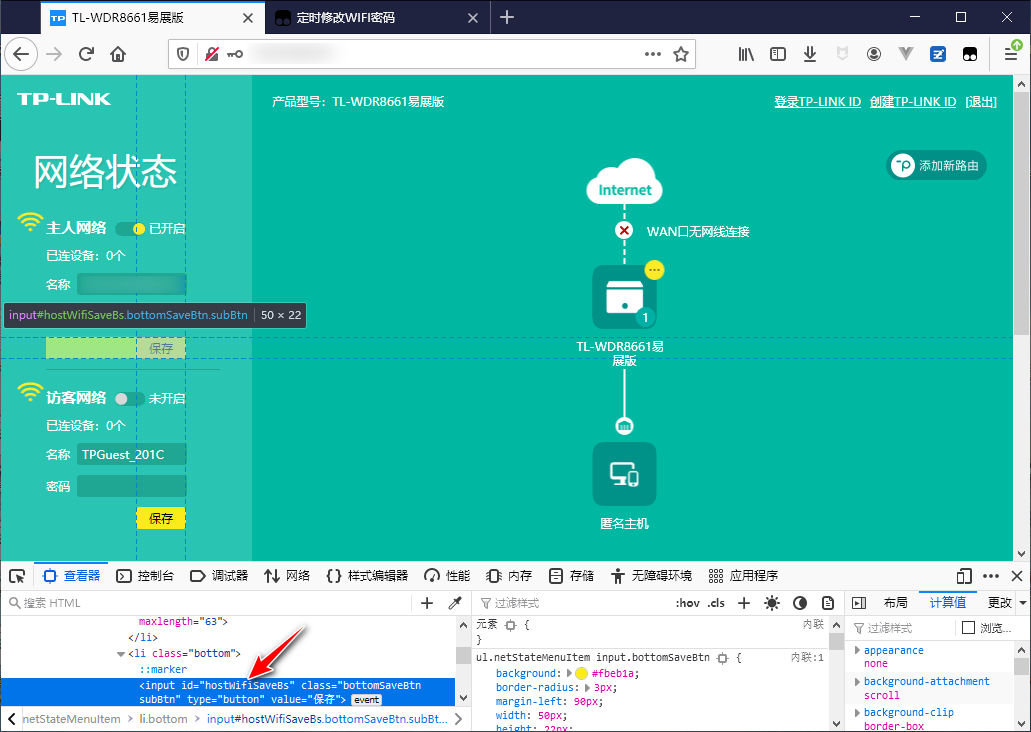 TP-LINK
TL-WDR8661易展版
定时修改WIFI密码
TP-LINK
产品型号：TL-WDR8661易展版
登录TP-LINK ID 创建TP-LINK ID [退出]
网络状态
添加新路由
Internet
主人网络 已开启
WAN口无网线连接
已连设备：0个
名称
input#hostWifiSaveBs.bottomSaveBtn.subBtn 50 × 22
1
保存
TL-WDR8661易
展版
访客网络 未开启
已连设备：0个
名称 TPGuest_201C
密码
保存
匿名主机
查看器 控制台 调试器 网络 样式编辑器 性能 内存 存储 无障碍环境 应用程序
搜索 HTML
过滤样式 :hov .cls
布局 计算值 更改
maxlength="63">
</li>
<li class="bottom">
::marker
<input id="hostWifiSaveBs" class="bottomSaveBtn
subBtn" type="button" value="保存"> event
netStateMenuItem > li.bottom > input#hostWifiSaveBs.bottomSaveBtn.subBt...
元素 { 内联
}
ul.netStateMenuItem input.bottomSaveBtn { 内联:1
background: #fbeb1a;
border-radius: 3px;
margin-left: 90px;
width: 50px;
height: 22px;
过滤样式 浏览...
appearance
none
background-attachment
scroll
background-clip
border-box